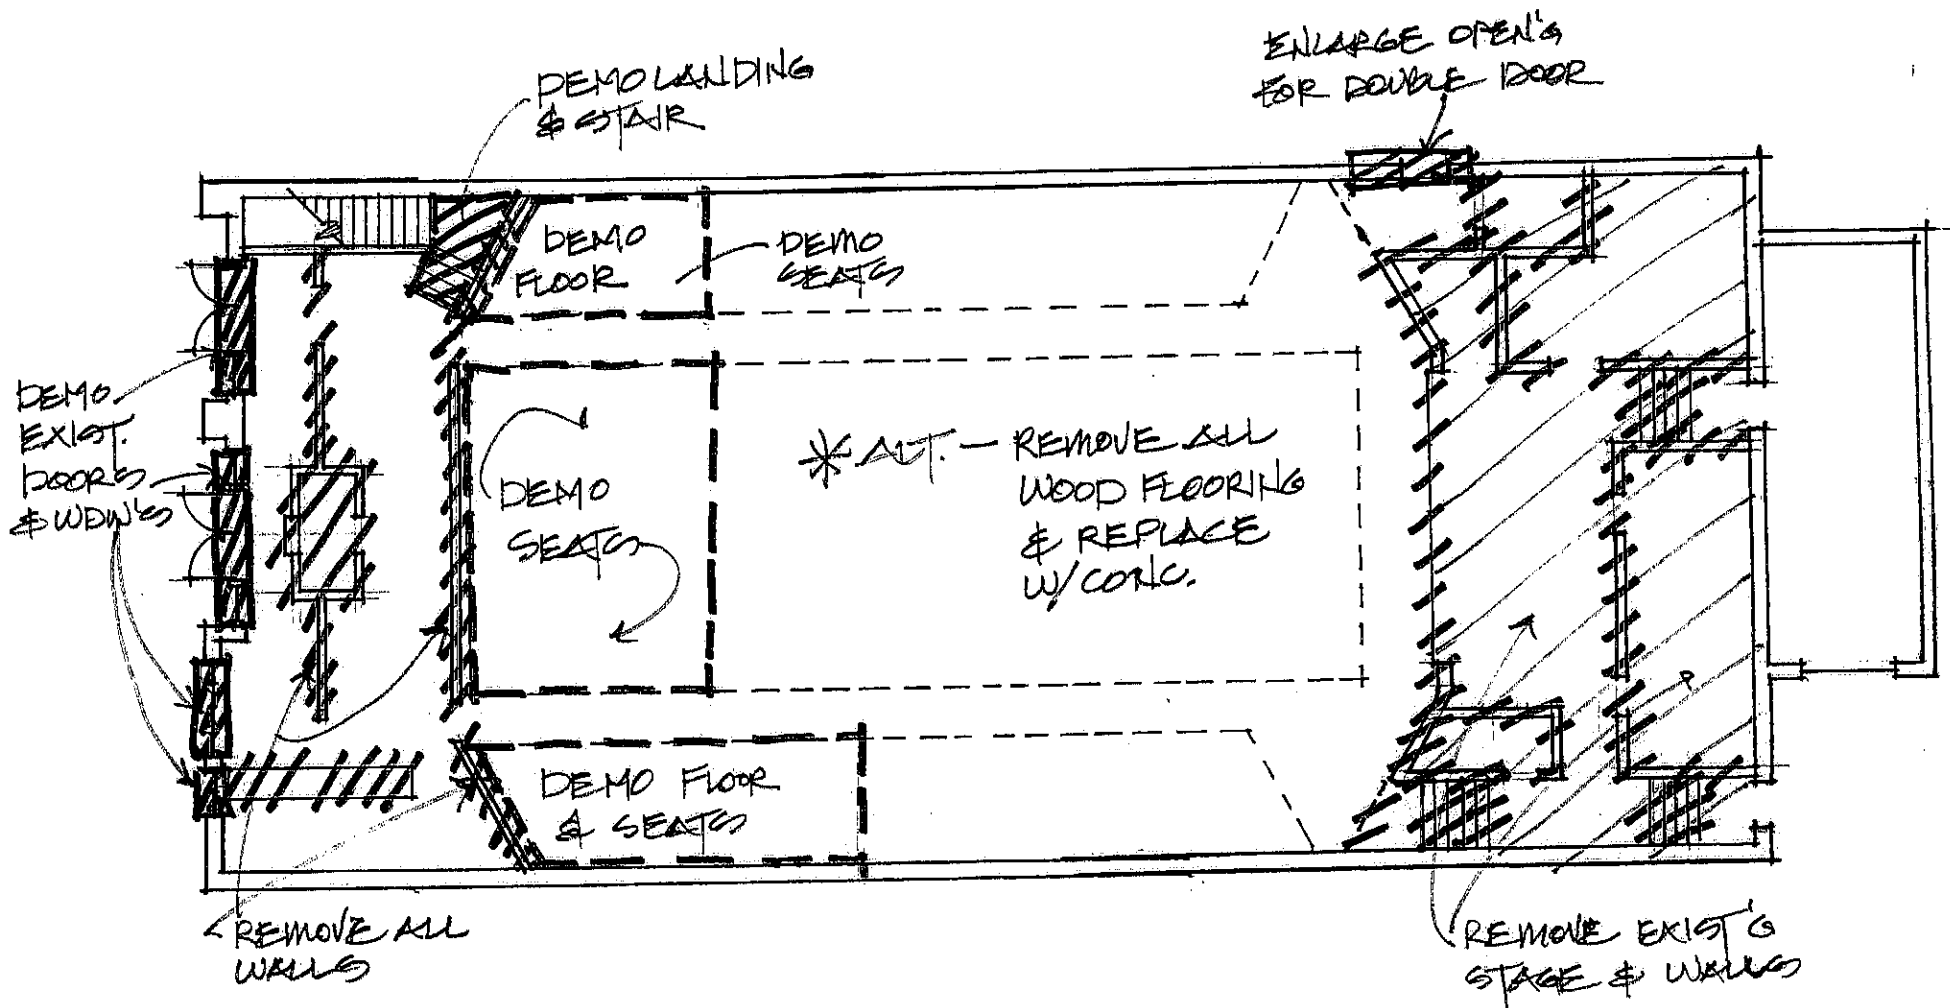 ENLARGE OPEN'G
FOR DOUBLE DOOR
DEMO LANDING
& STAIR
DEMO
FLOOR
DEMO
SEATS
DEMO
EXIST.
DOORS
& WDW'S
DEMO
SEATS
* ALT. — REMOVE ALL
WOOD FLOORING
& REPLACE
W/ CONC.
DEMO FLOOR
& SEATS
REMOVE ALL
WALLS
REMOVE EXIST'G
STAGE & WALLS